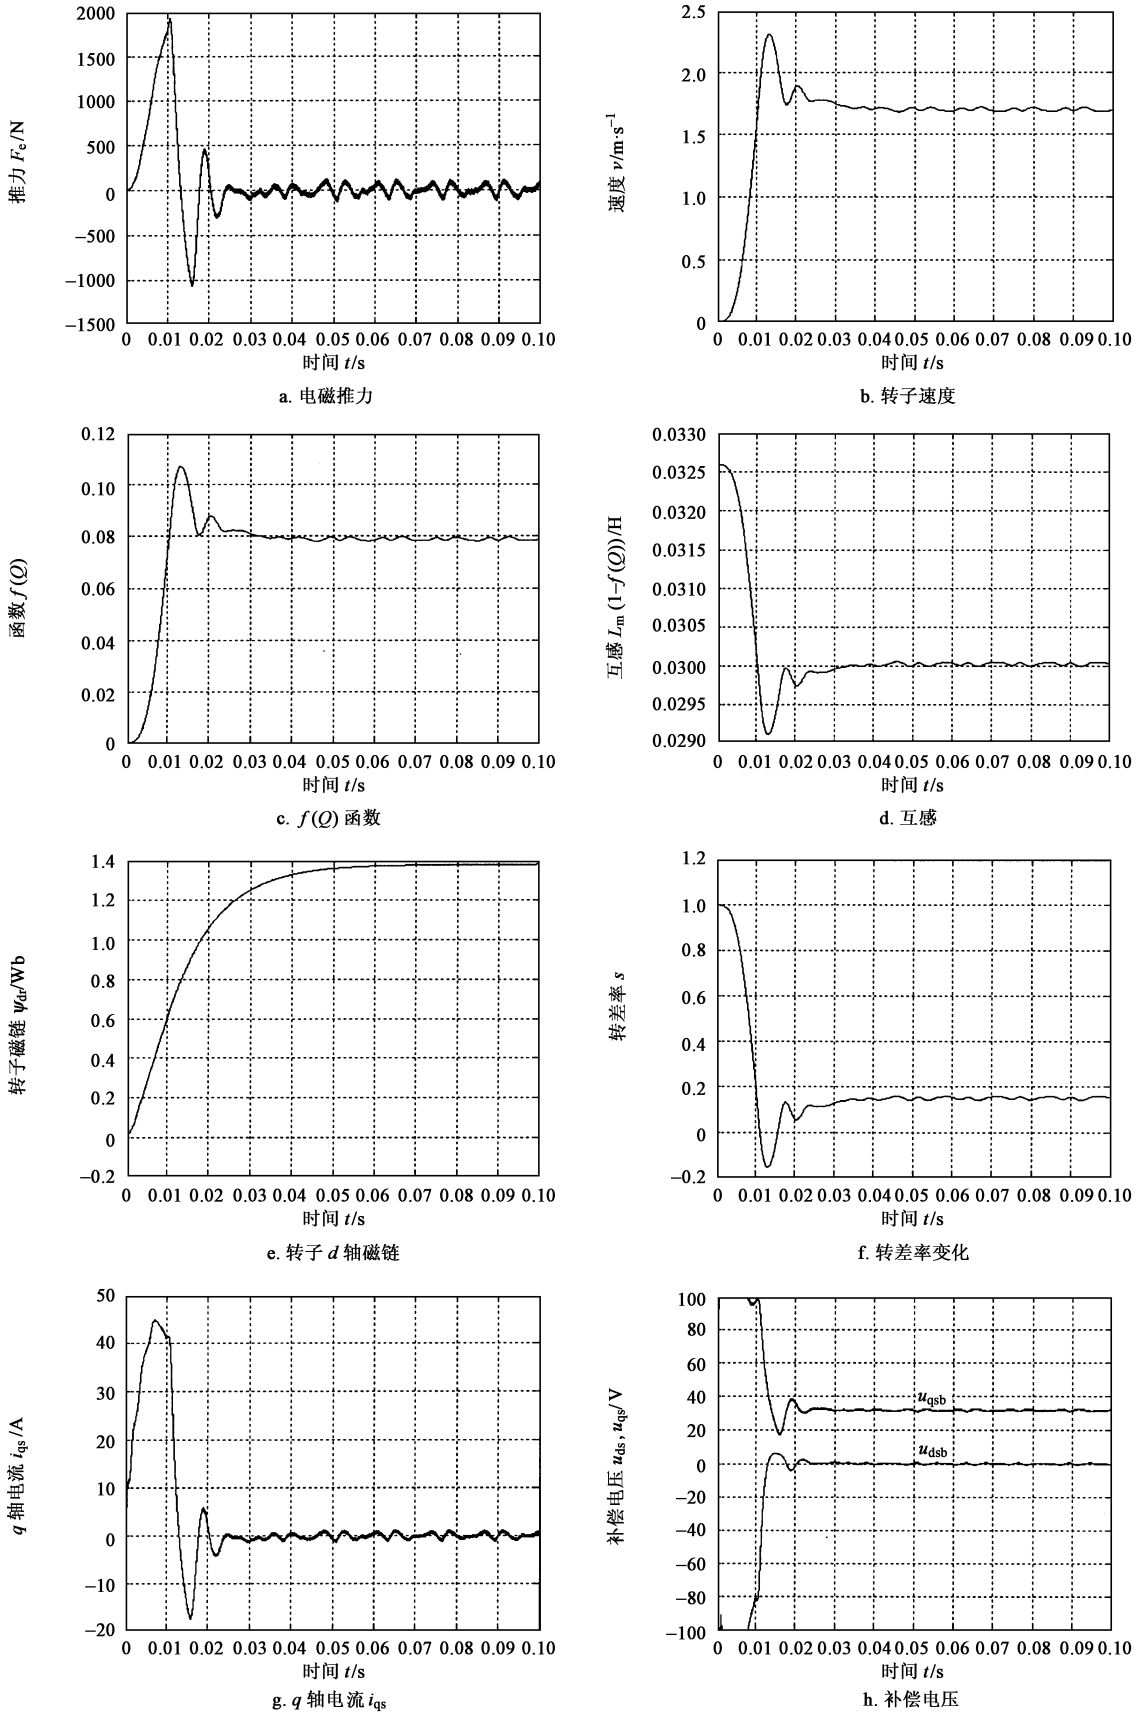 推力 Fe/N
2000
1500
1000
500
0
−500
−1000
−1500
0 0.01 0.02 0.03 0.04 0.05 0.06 0.07 0.08 0.09 0.10
时间 t/s
a. 电磁推力
速度 v/m·s⁻¹
2.5
2.0
1.5
1.0
0.5
0
0 0.01 0.02 0.03 0.04 0.05 0.06 0.07 0.08 0.09 0.10
时间 t/s
b. 转子速度
函数 f(Q)
0.12
0.10
0.08
0.06
0.04
0.02
0
0 0.01 0.02 0.03 0.04 0.05 0.06 0.07 0.08 0.09 0.10
时间 t/s
c. f(Q) 函数
互感 Lm (1−f(Q))/H
0.0330
0.0325
0.0320
0.0315
0.0310
0.0305
0.0300
0.0295
0.0290
0 0.01 0.02 0.03 0.04 0.05 0.06 0.07 0.08 0.09 0.10
时间 t/s
d. 互感
转子磁链 ψdr/Wb
1.4
1.2
1.0
0.8
0.6
0.4
0.2
0
−0.2
0 0.01 0.02 0.03 0.04 0.05 0.06 0.07 0.08 0.09 0.10
时间 t/s
e. 转子 d 轴磁链
转差率 s
1.2
1.0
0.8
0.6
0.4
0.2
0
−0.2
0 0.01 0.02 0.03 0.04 0.05 0.06 0.07 0.08 0.09 0.10
时间 t/s
f. 转差率变化
q 轴电流 iqs/A
50
40
30
20
10
0
−10
−20
0 0.01 0.02 0.03 0.04 0.05 0.06 0.07 0.08 0.09 0.10
时间 t/s
g. q 轴电流 iqs
补偿电压 uds, uqs/V
100
80
60
40
20
0
−20
−40
−60
−80
−100
uqsb
udsb
0 0.01 0.02 0.03 0.04 0.05 0.06 0.07 0.08 0.09 0.10
时间 t/s
h. 补偿电压